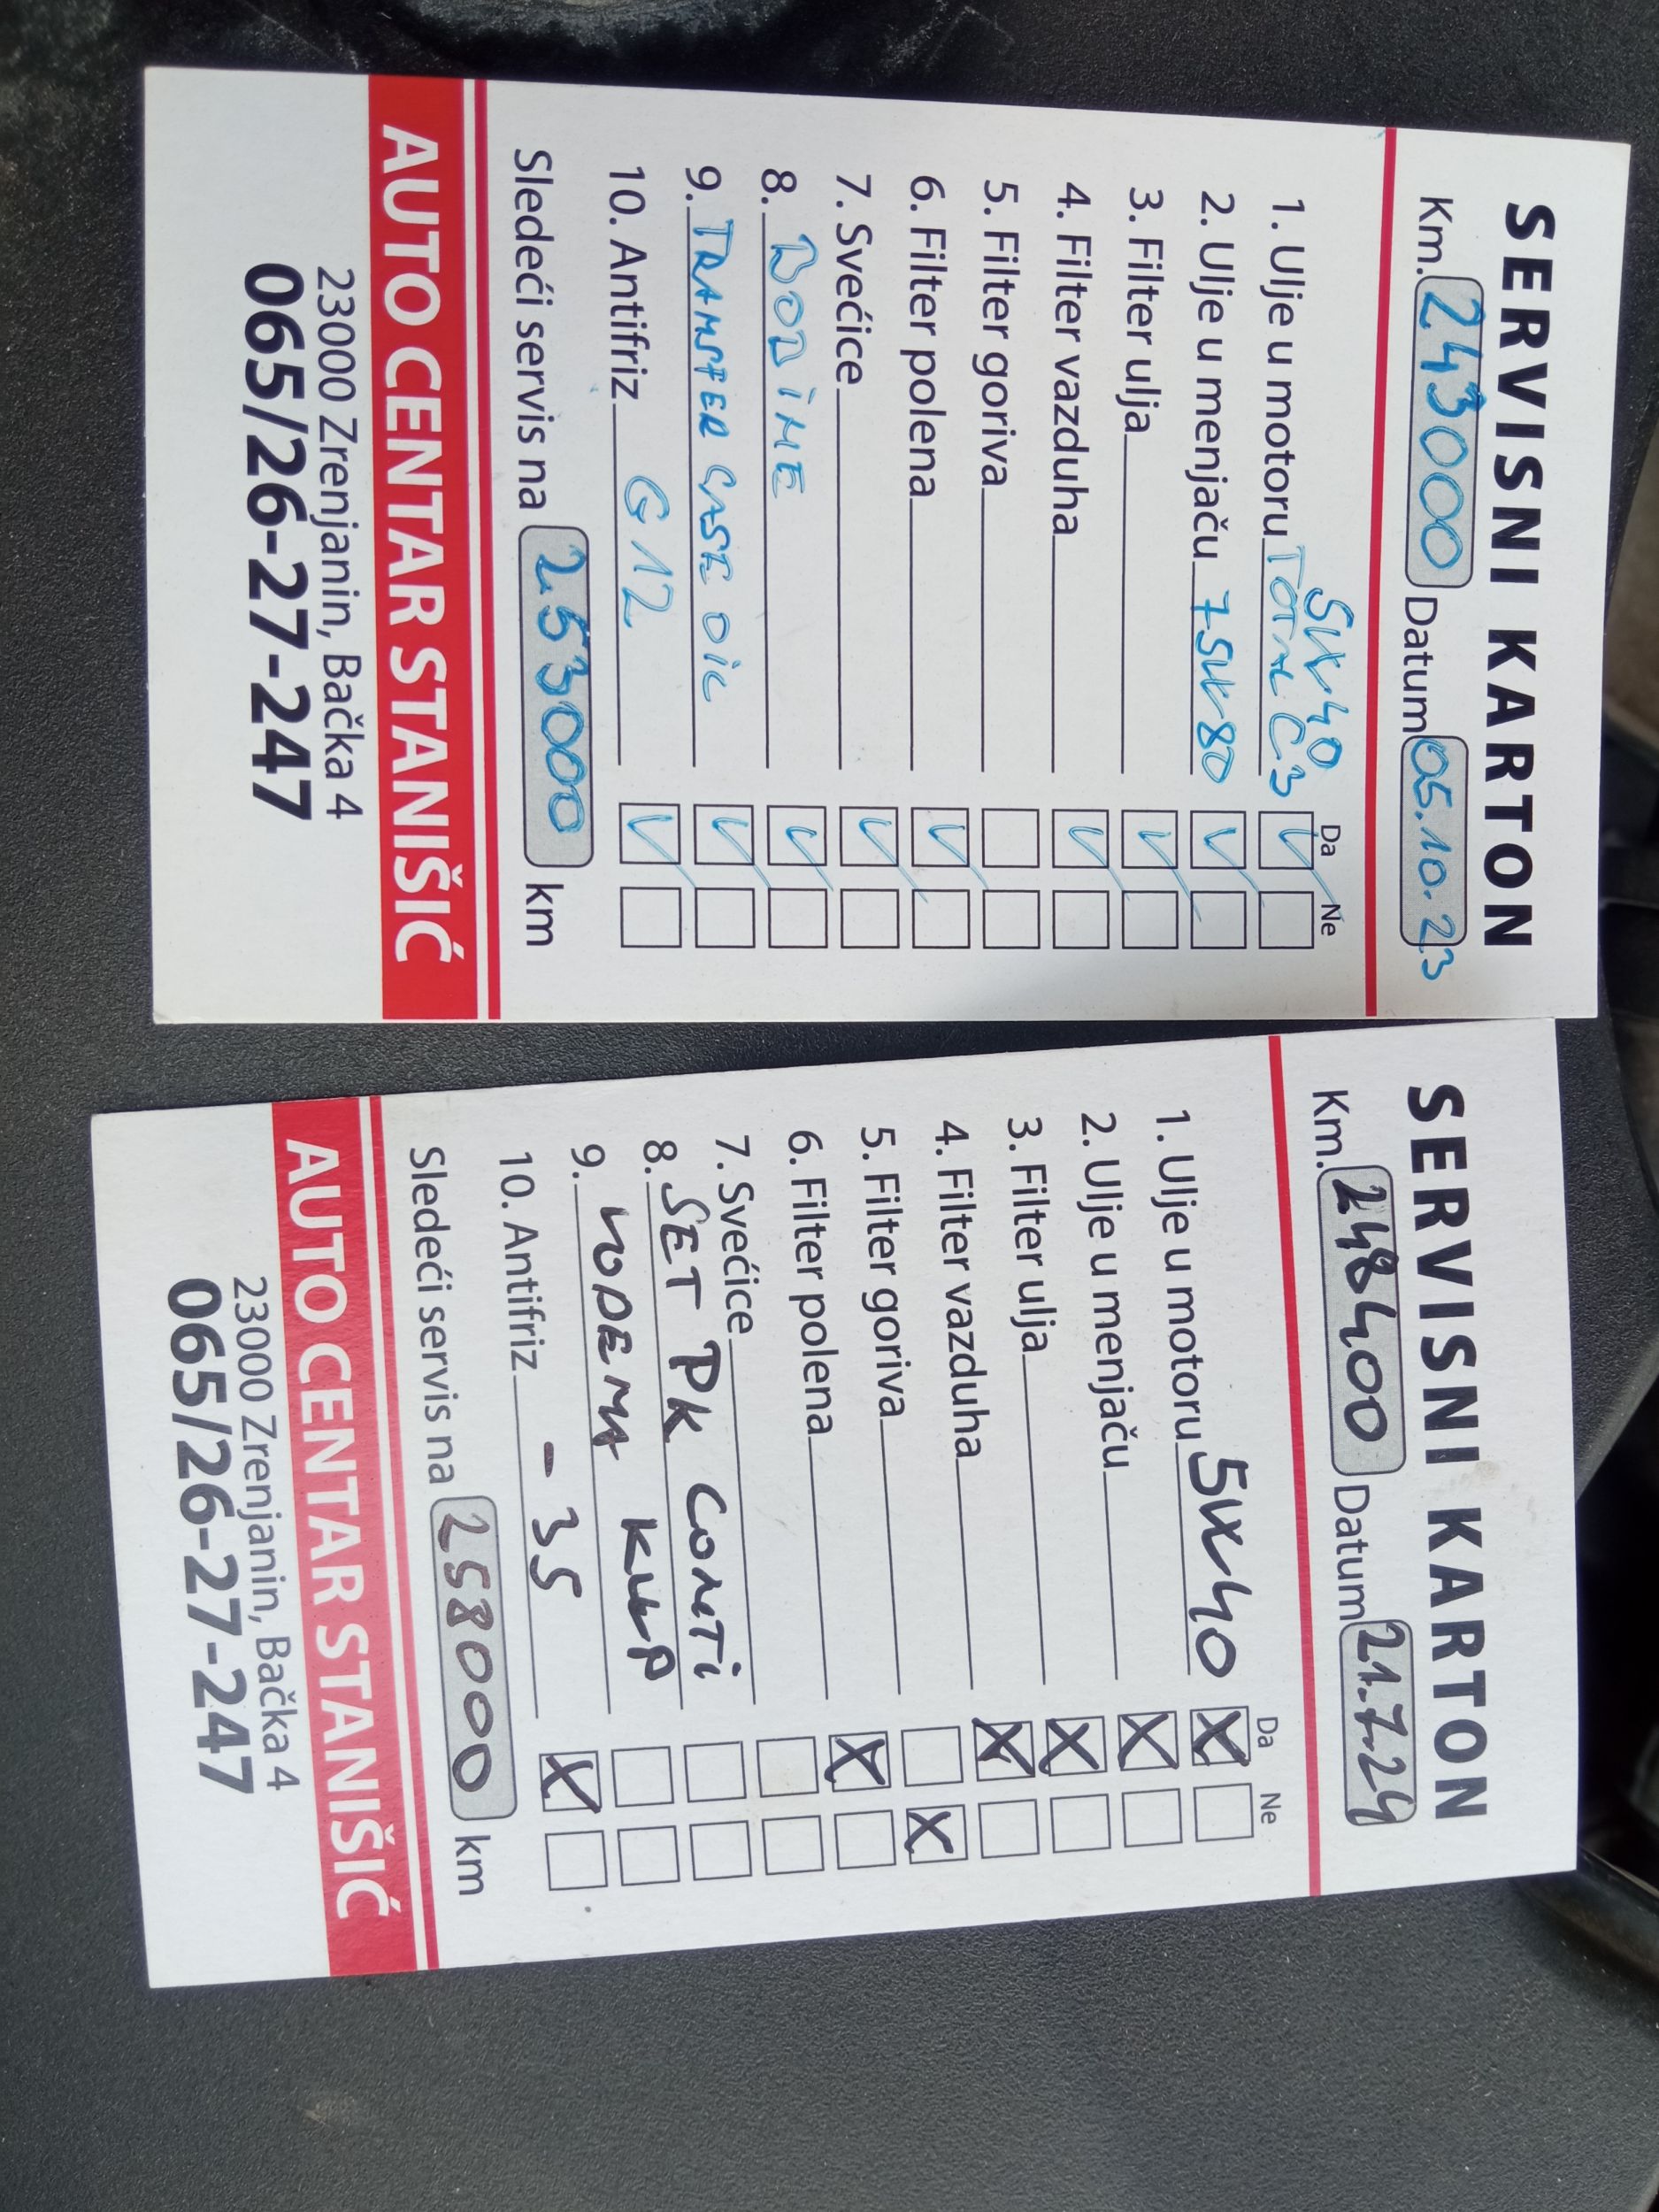 SERVISNI KARTON
Km. 243000 Datum 05.10.23
Da Ne
5W40
1. Ulje u motoru TOTAL C3
2. Ulje u menjaču 75W80
3. Filter ulja
4. Filter vazduha
5. Filter goriva
6. Filter polena
7. Svećice
8. BOBINE
9. TRANSFER CASE OIL
10. Antifriz G12
Sledeći servis na 253000 km
AUTO CENTAR STANIŠIĆ
23000 Zrenjanin, Bačka 4
065/26-27-247
SERVISNI KARTON
Km. 248400 Datum 21.7.24
Da Ne
1. Ulje u motoru 5W40
2. Ulje u menjaču
3. Filter ulja
4. Filter vazduha
5. Filter goriva
6. Filter polena
7. Svećice
8. SET PK CONTI
9.
10. Antifriz -35
Sledeći servis na 258000 km
AUTO CENTAR STANIŠIĆ
23000 Zrenjanin, Bačka 4
065/26-27-247